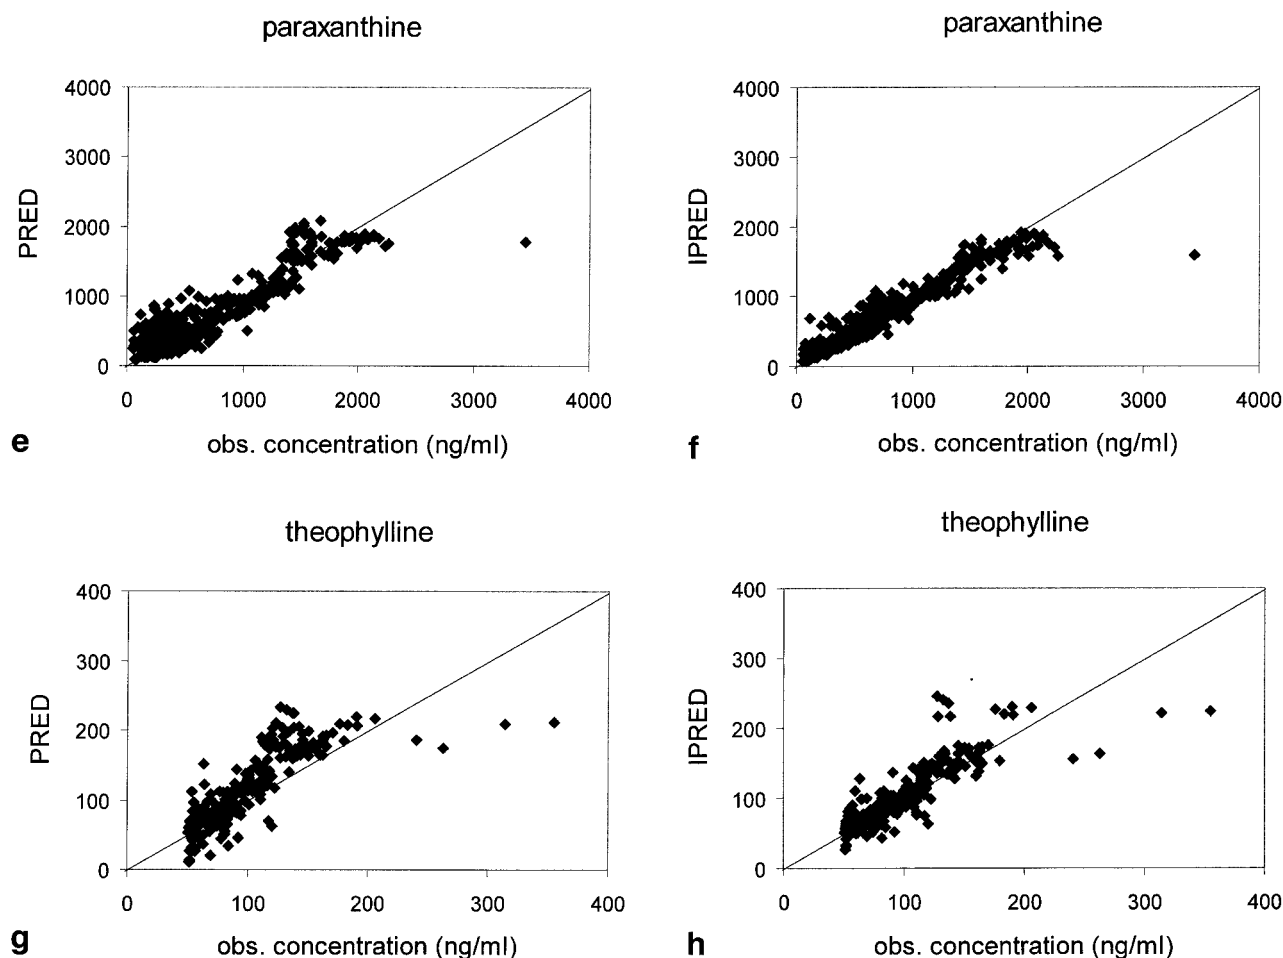 paraxanthine
4000
3000
2000
1000
0
PRED
0 1000 2000 3000 4000
obs. concentration (ng/ml)
e
paraxanthine
4000
3000
2000
1000
0
IPRED
0 1000 2000 3000 4000
obs. concentration (ng/ml)
f
theophylline
400
300
200
100
0
PRED
0 100 200 300 400
obs. concentration (ng/ml)
g
theophylline
400
300
200
100
0
IPRED
0 100 200 300 400
obs. concentration (ng/ml)
h